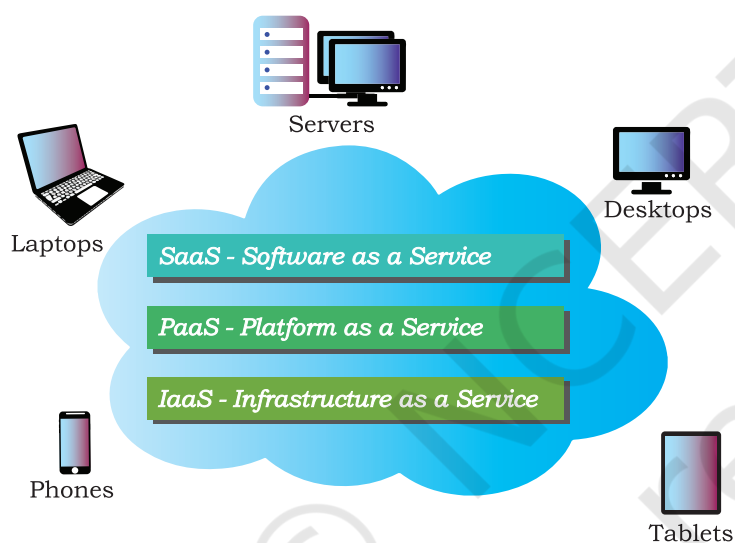 Servers
Laptops
Desktops
SaaS - Software as a Service
PaaS - Platform as a Service
IaaS - Infrastructure as a Service
Phones
Tablets